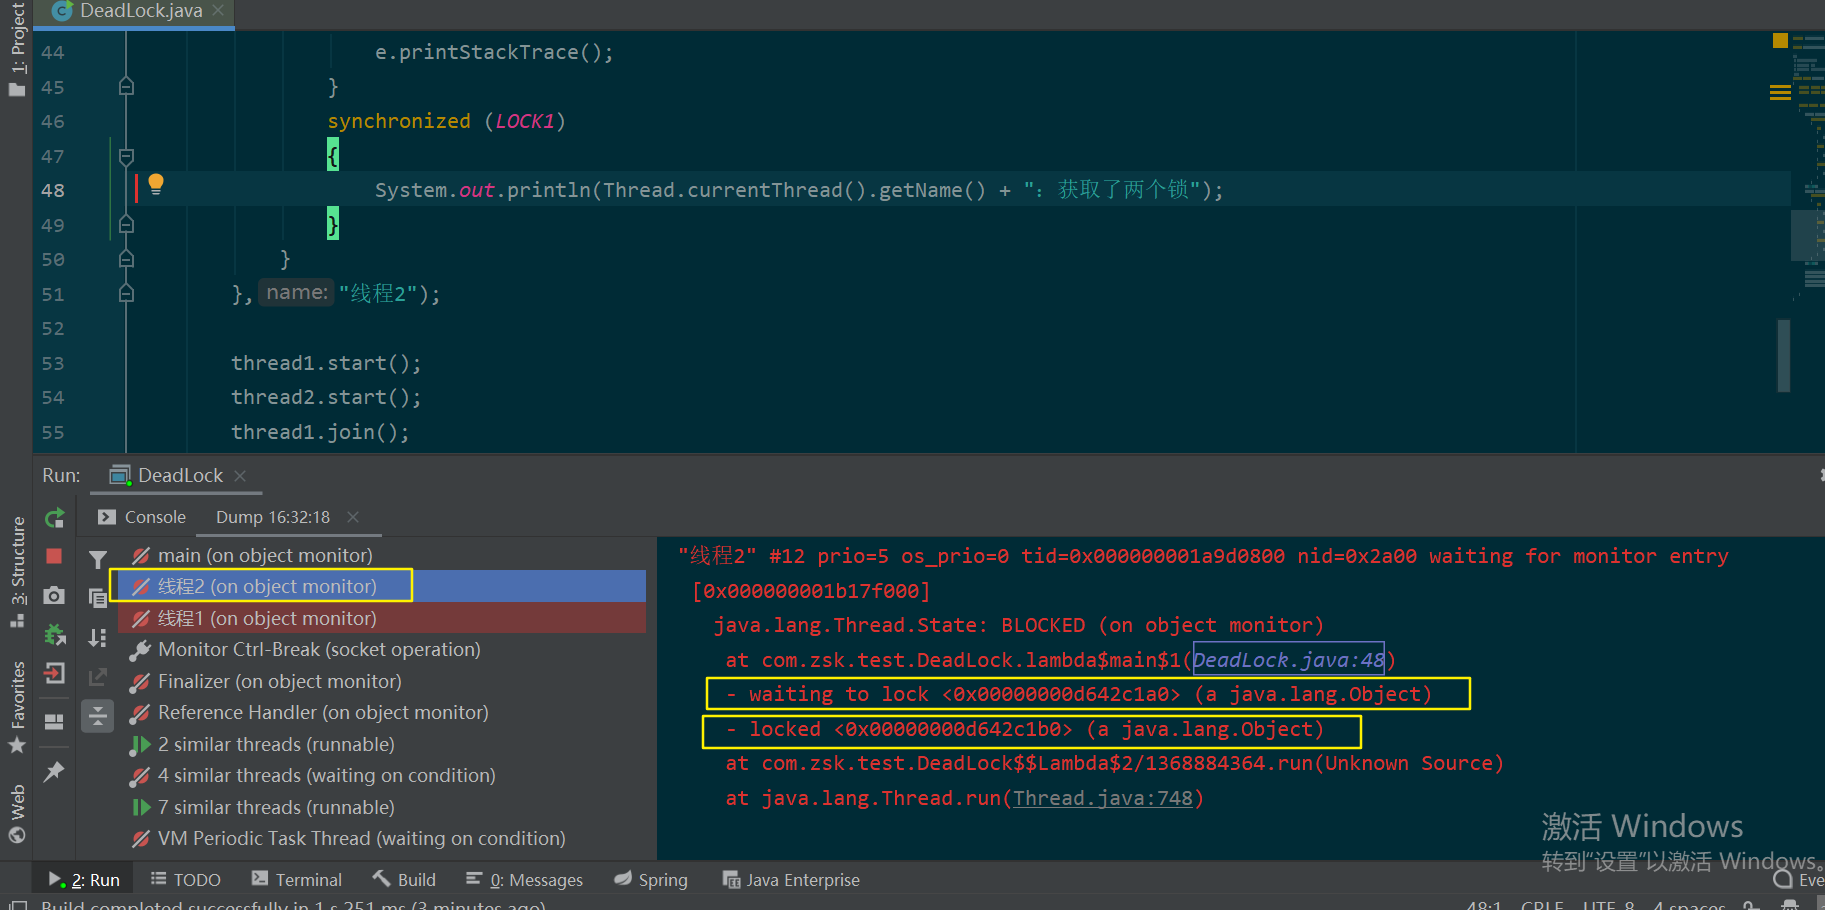 DeadLock.java
1: Project
44 e.printStackTrace();
45 }
46 synchronized (LOCK1)
47 {
48 System.out.println(Thread.currentThread().getName() + ": 获取了两个锁");
49 }
50 }
51 }, name: "线程2");
52
53 thread1.start();
54 thread2.start();
55 thread1.join();
Run: DeadLock
Console Dump 16:32:18
3: Structure
Favorites
Web
main (on object monitor)
线程2 (on object monitor)
线程1 (on object monitor)
Monitor Ctrl-Break (socket operation)
Finalizer (on object monitor)
Reference Handler (on object monitor)
2 similar threads (runnable)
4 similar threads (waiting on condition)
7 similar threads (runnable)
VM Periodic Task Thread (waiting on condition)
"线程2" #12 prio=5 os_prio=0 tid=0x000000001a9d0800 nid=0x2a00 waiting for monitor entry
[0x000000001b17f000]
java.lang.Thread.State: BLOCKED (on object monitor)
at com.zsk.test.DeadLock.lambda$main$1(DeadLock.java:48)
- waiting to lock <0x00000000d642c1a0> (a java.lang.Object)
- locked <0x00000000d642c1b0> (a java.lang.Object)
at com.zsk.test.DeadLock$$Lambda$2/1368884364.run(Unknown Source)
at java.lang.Thread.run(Thread.java:748)
激活 Windows
转到"设置"以激活 Windows。
2: Run TODO Terminal Build 0: Messages Spring Java Enterprise Eve
Build completed successfully in 1 s 251 ms (3 minutes ago) 48:1 CRLF UTF-8 4 spaces